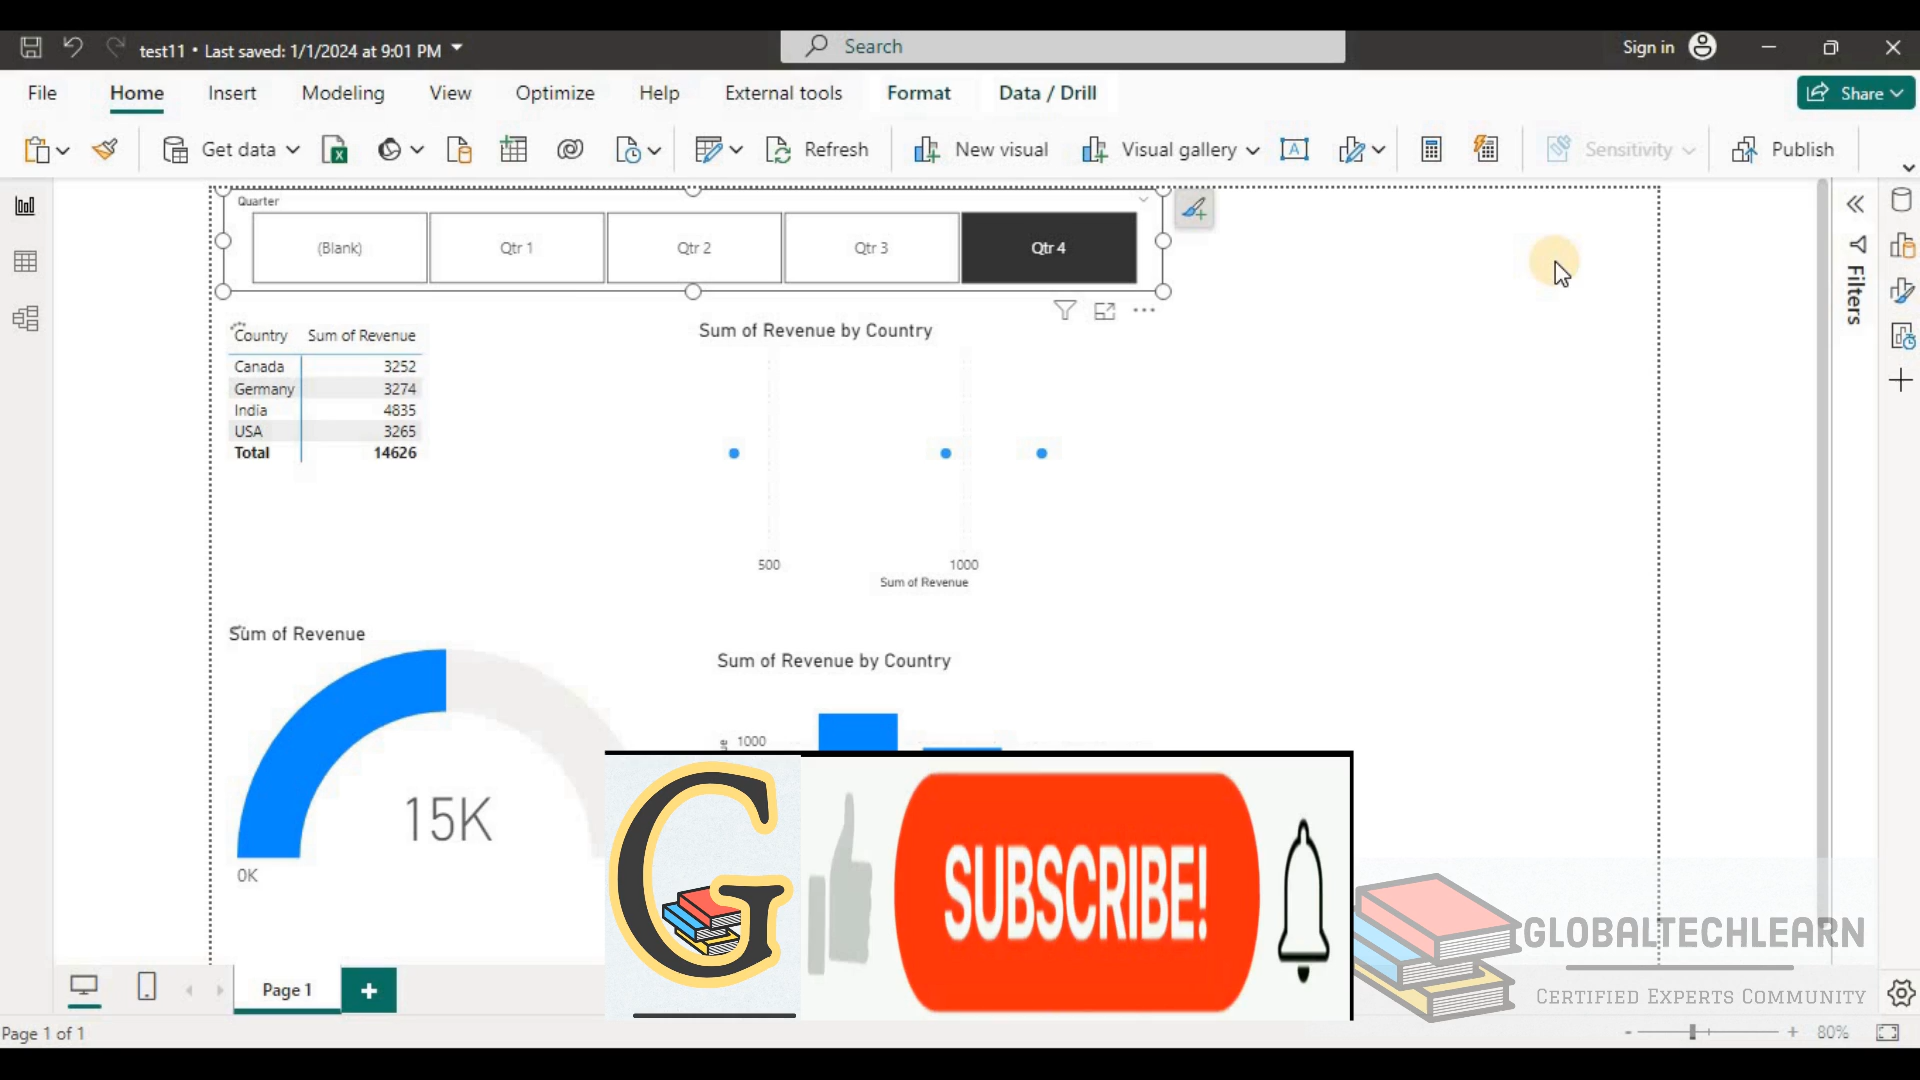 test11 • Last saved: 1/1/2024 at 9:01 PM
Search
Sign in
File Home Insert Modeling View Optimize Help External tools Format Data / Drill
Share
Get data
Refresh
New visual
Visual gallery
A
Sensitivity
Publish
Quarter
(Blank) Qtr 1 Qtr 2 Qtr 3 Qtr 4
Filters
Country Sum of Revenue
Canada 3252
Germany 3274
India 4835
USA 3265
Total 14626
Sum of Revenue by Country
500 1000
Sum of Revenue
Sum of Revenue
15K
0K
Sum of Revenue by Country
1000
G
SUBSCRIBE!
GLOBALTECHLEARN
CERTIFIED EXPERTS COMMUNITY
Page 1
Page 1 of 1
80%